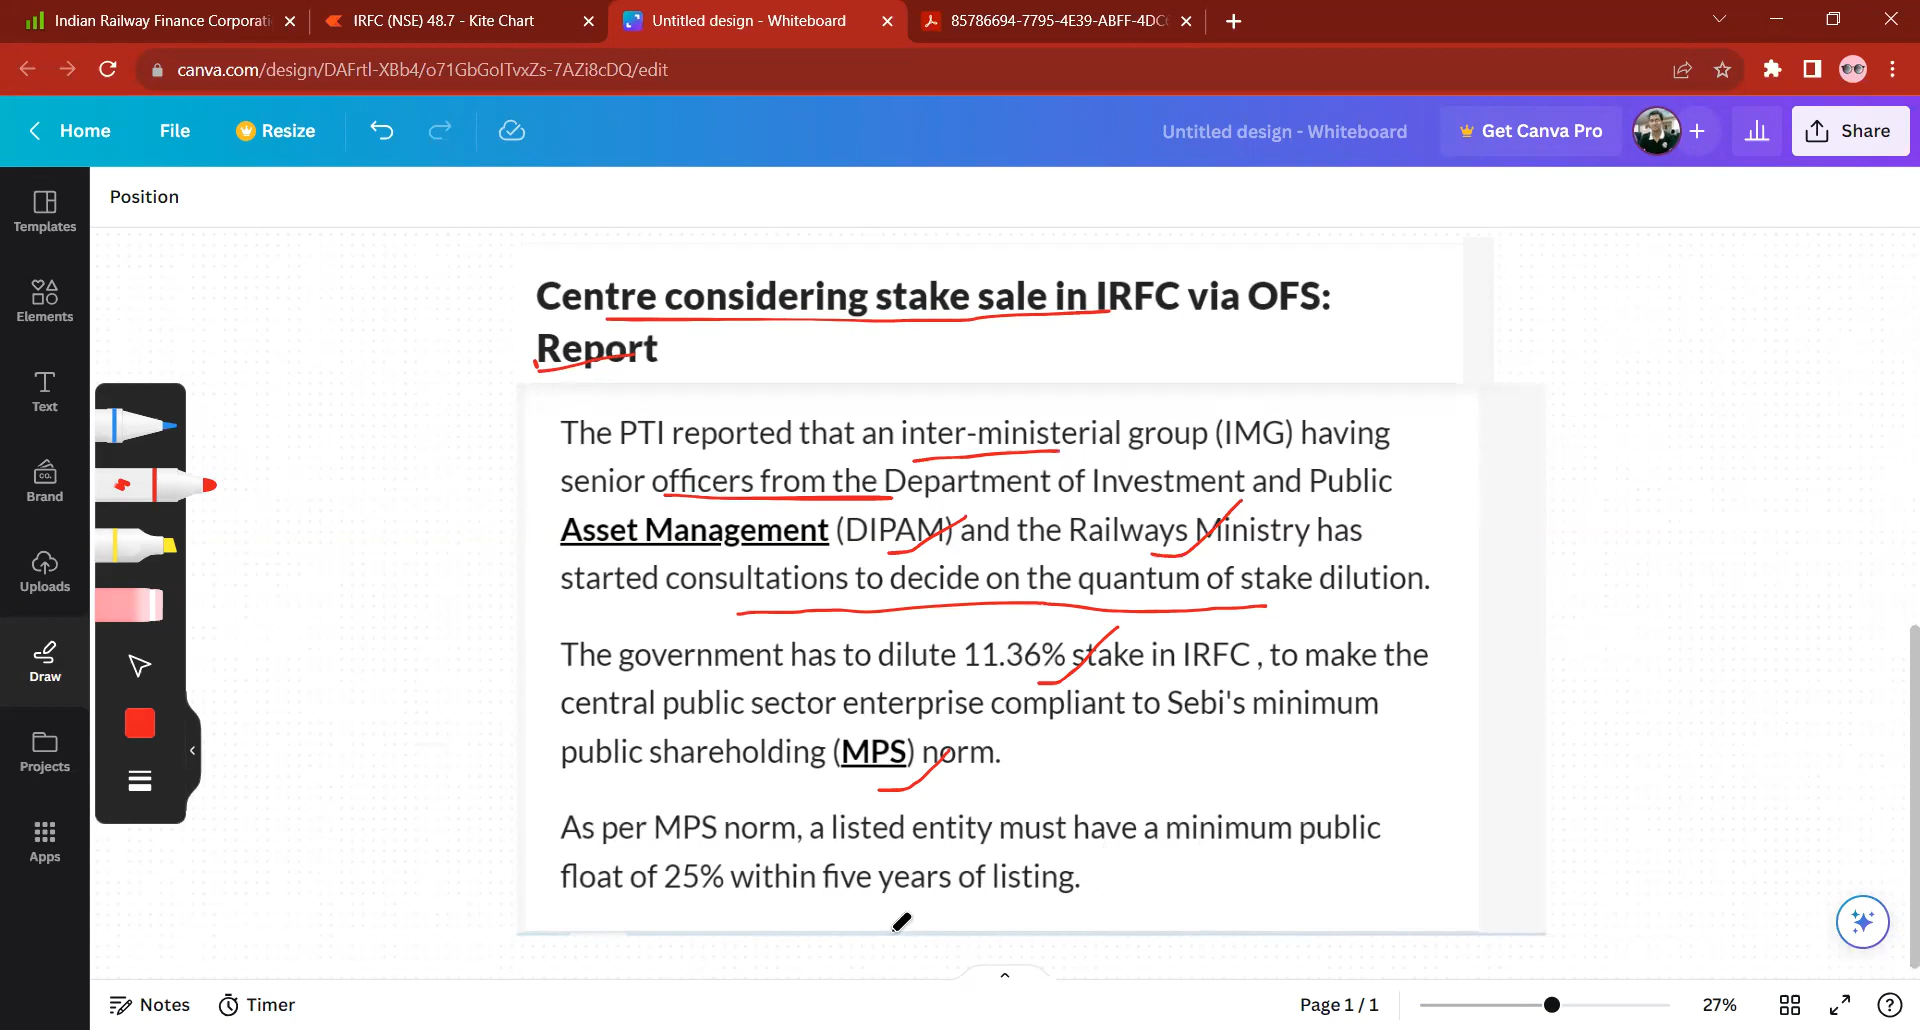 Indian Railway Finance Corporati
IRFC (NSE) 48.7 - Kite Chart
Untitled design - Whiteboard
85786694-7795-4E39-ABFF-4DC
canva.com/design/DAFrtl-XBb4/o71GbGoITvxZs-7AZi8cDQ/edit
Home
File
Resize
Untitled design - Whiteboard
Get Canva Pro
Share
Position
Templates
Elements
Text
CO.
Brand
Uploads
Draw
Projects
Apps
Centre considering stake sale in IRFC via OFS:
Report
The PTI reported that an inter-ministerial group (IMG) having
senior officers from the Department of Investment and Public
Asset Management (DIPAM) and the Railways Ministry has
started consultations to decide on the quantum of stake dilution.
The government has to dilute 11.36% stake in IRFC , to make the
central public sector enterprise compliant to Sebi's minimum
public shareholding (MPS) norm.
As per MPS norm, a listed entity must have a minimum public
float of 25% within five years of listing.
Notes
Timer
Page 1 / 1
27%